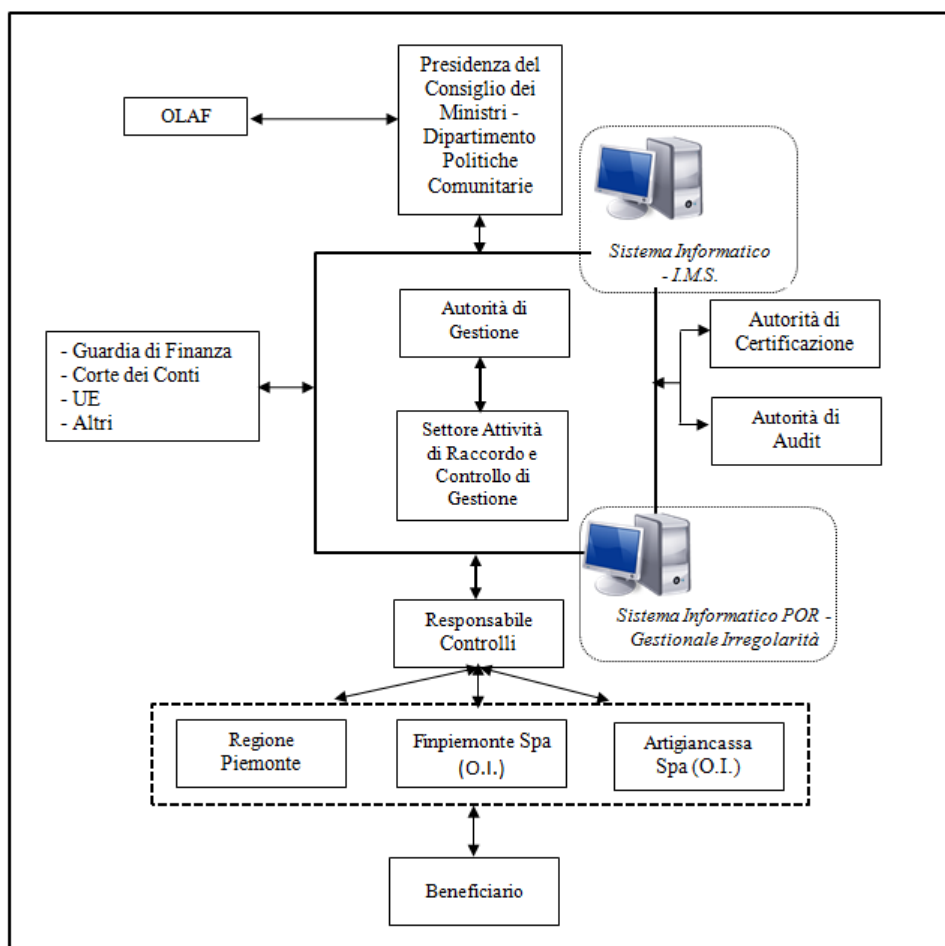 Presidenza del
Consiglio dei
Ministri -
Dipartimento
Politiche
Comunitarie
OLAF
Sistema Informatico
- I.M.S.
Autorità di
Gestione
Autorità di
Certificazione
- Guardia di Finanza
- Corte dei Conti
- UE
- Altri
Settore Attività
di Raccordo e
Controllo di
Gestione
Autorità di
Audit
Responsabile
Controlli
Sistema Informatico POR -
Gestionale Irregolarità
Regione
Piemonte
Finpiemonte Spa
(O.I.)
Artigiancassa
Spa (O.I.)
Beneficiario